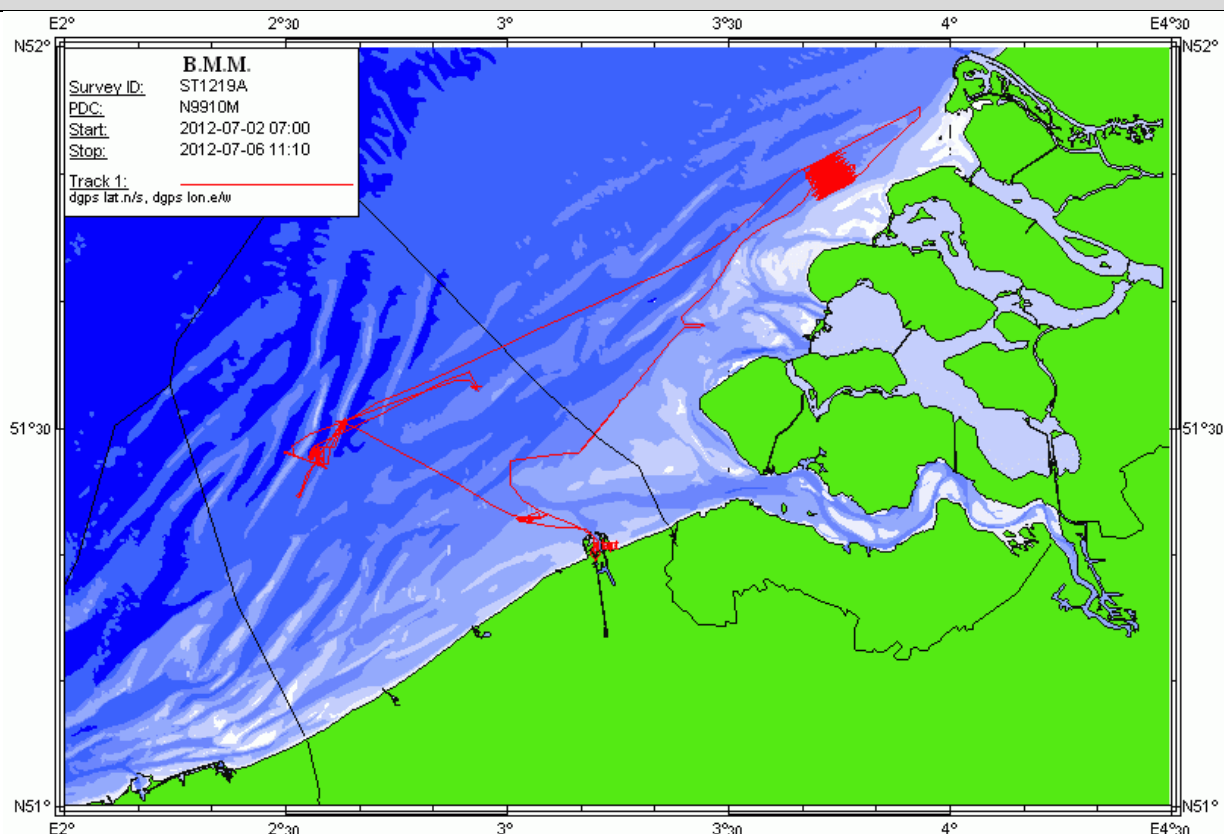 E2° 2°30 3° 3°30 4° E4°30
N52° N52°
B.M.M.
Survey ID: ST1219A
PDC: N9910M
Start: 2012-07-02 07:00
Stop: 2012-07-06 11:10
Track 1:
dgps lat.n/s, dgps lon.e/w
51°30 51°30
N51° N51°
E2° 2°30 3° 3°30 4° E4°30